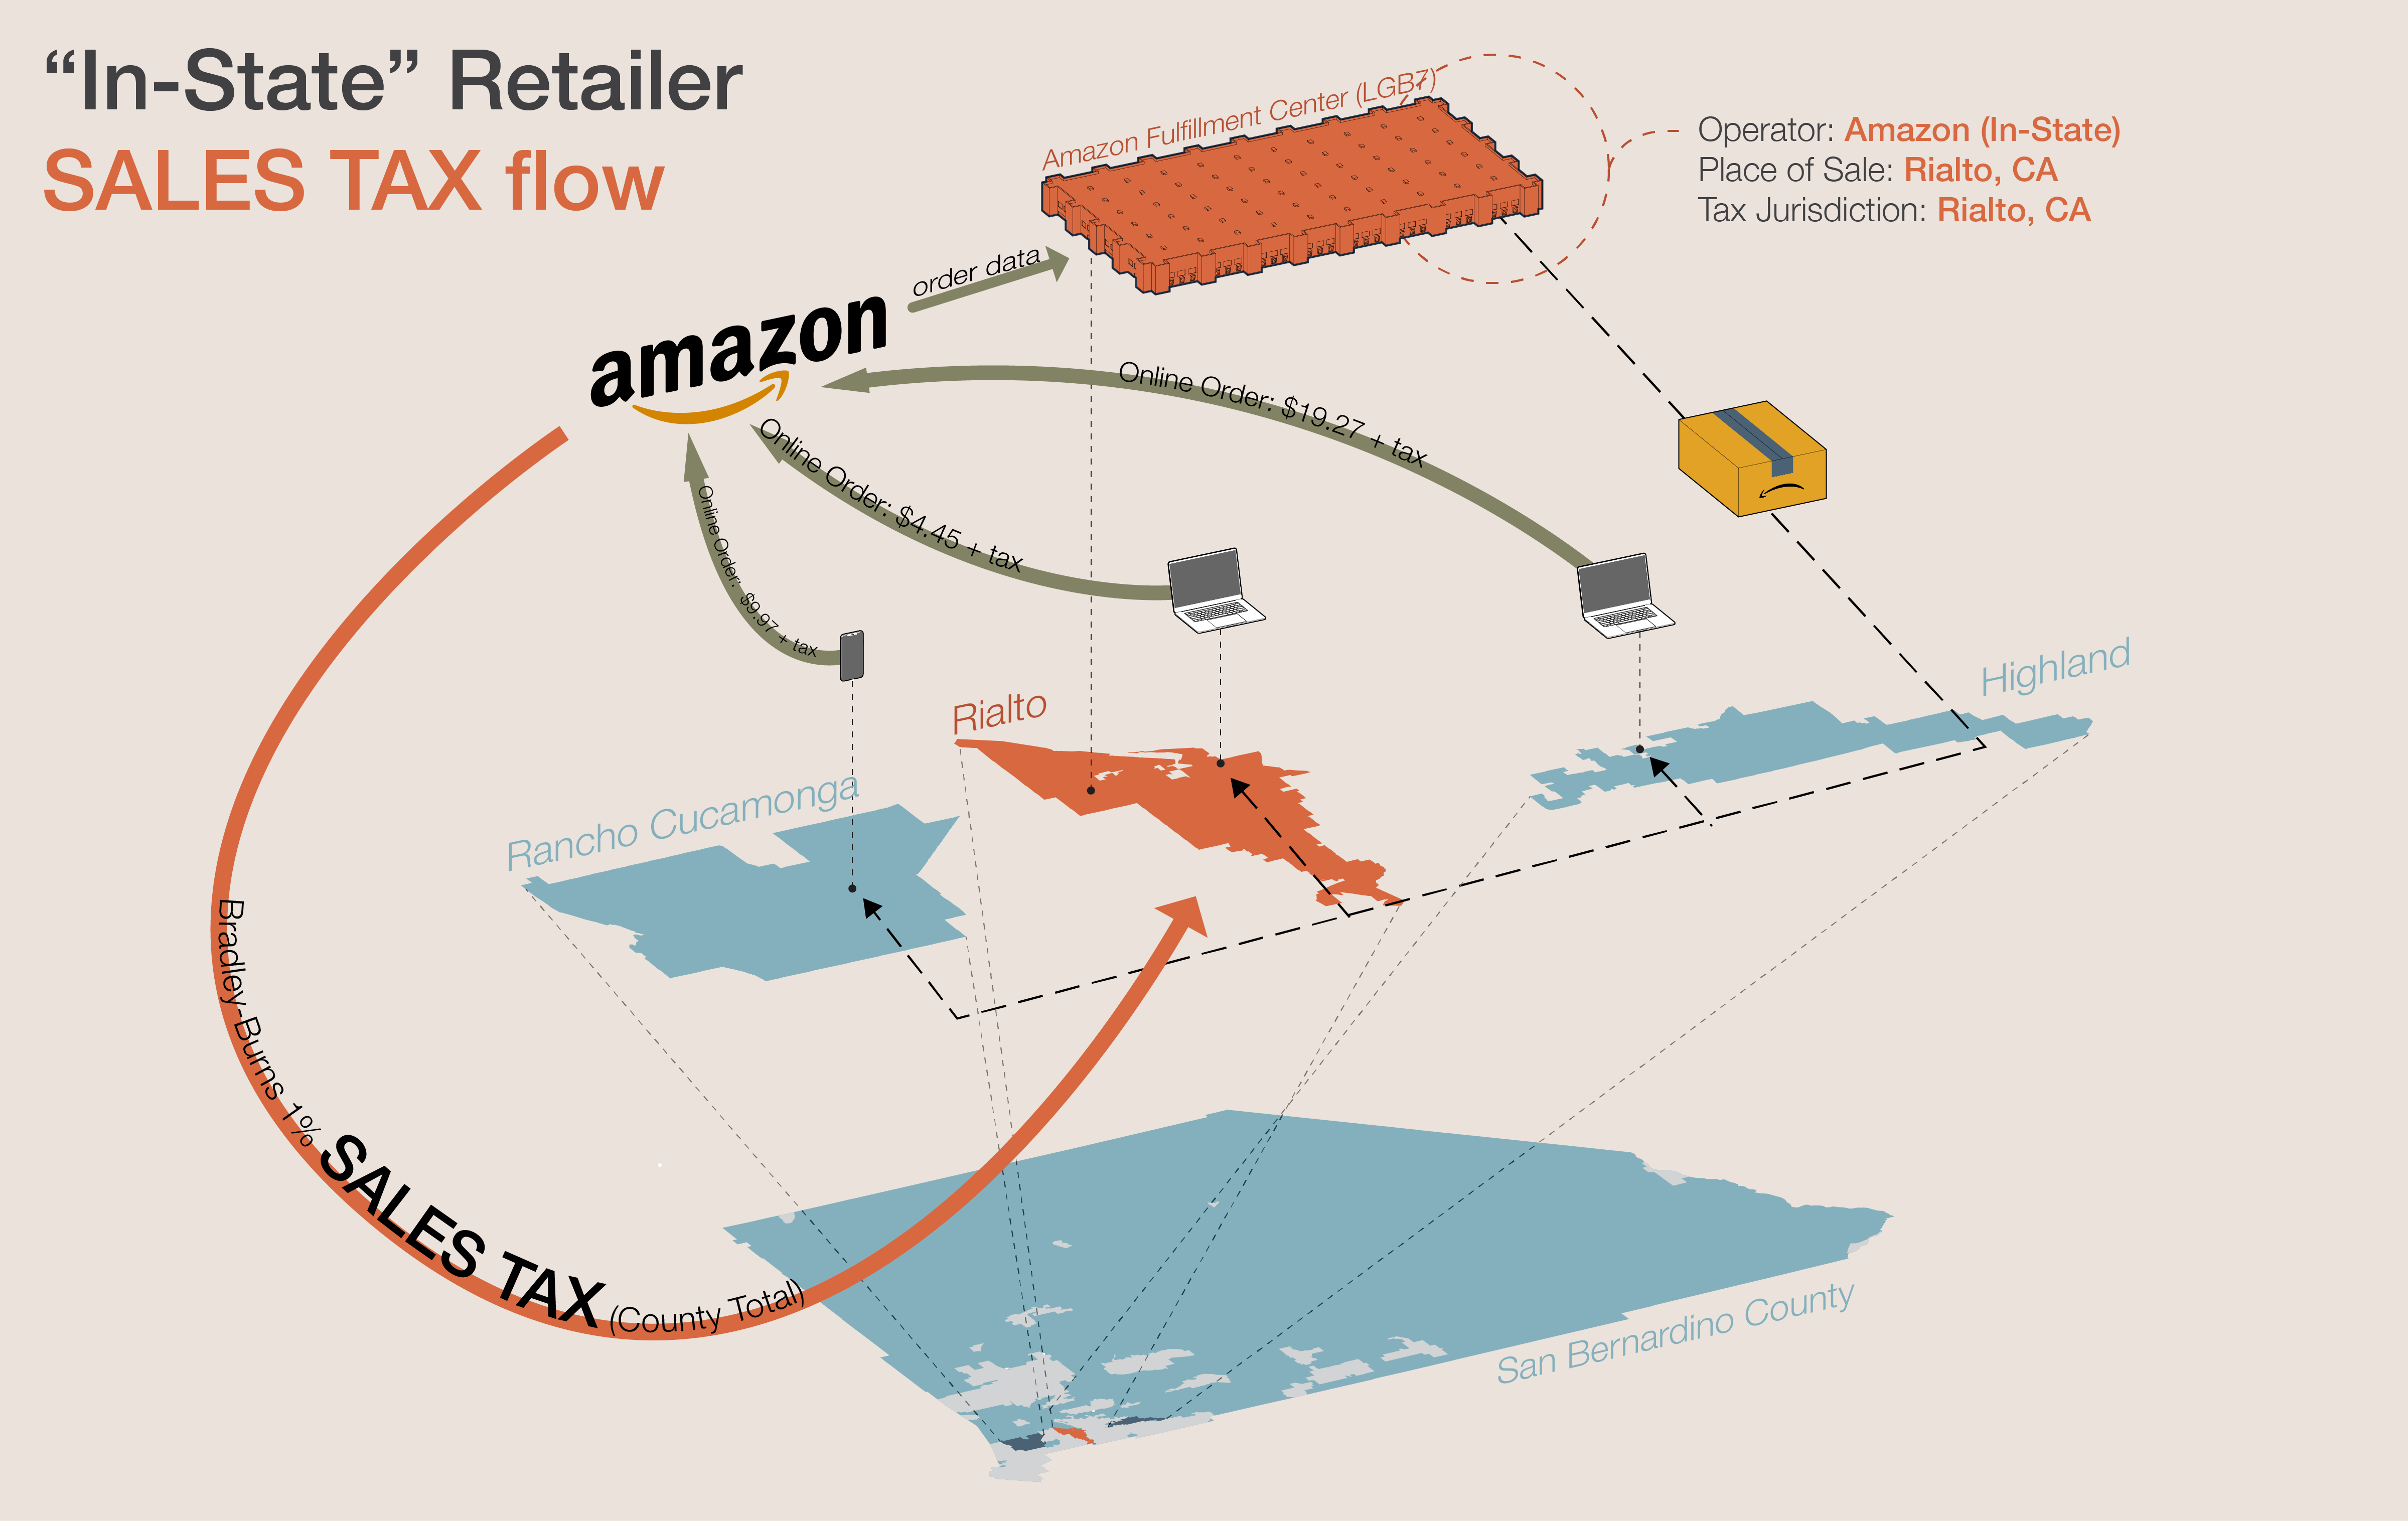 “In-State” Retailer
SALES TAX flow
Amazon Fulfillment Center (LGB7)
Operator: Amazon (In-State)
Place of Sale: Rialto, CA
Tax Jurisdiction: Rialto, CA
order data
amazon
Online Order: $19.27 + tax
Online Order: $4.45 + tax
Online Order: $9.97 + tax
Highland
Rialto
Rancho Cucamonga
Bradley-Burns 1% SALES TAX (County Total)
San Bernardino County